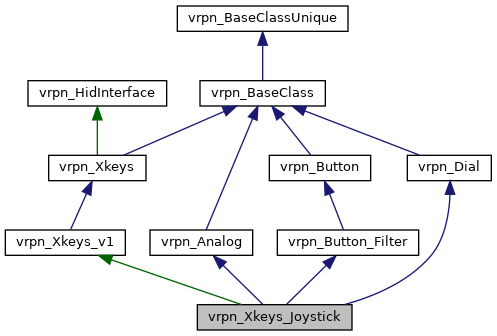 vrpn_BaseClassUnique
vrpn_HidInterface
vrpn_BaseClass
vrpn_Xkeys
vrpn_Button
vrpn_Dial
vrpn_Xkeys_v1
vrpn_Analog
vrpn_Button_Filter
vrpn_Xkeys_Joystick